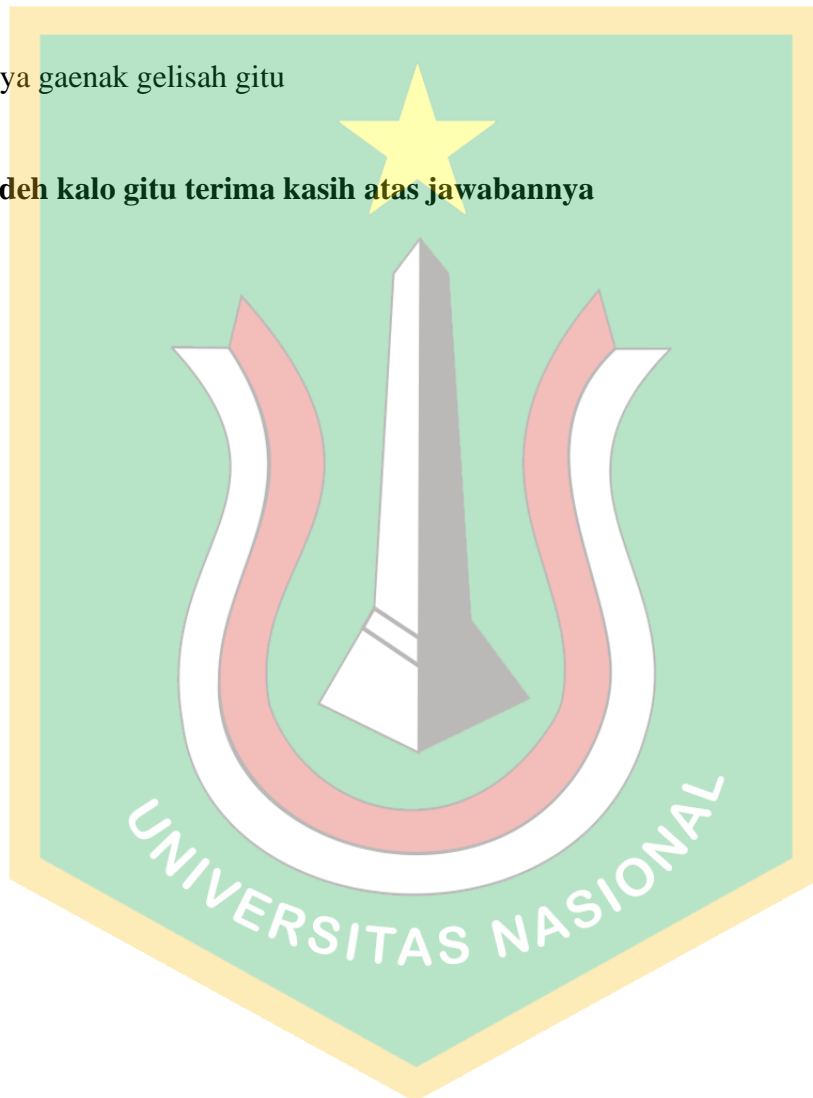 ya gaenak gelisah gitu
deh kalo gitu terima kasih atas jawabannya
UNIVERSITAS NASIONAL